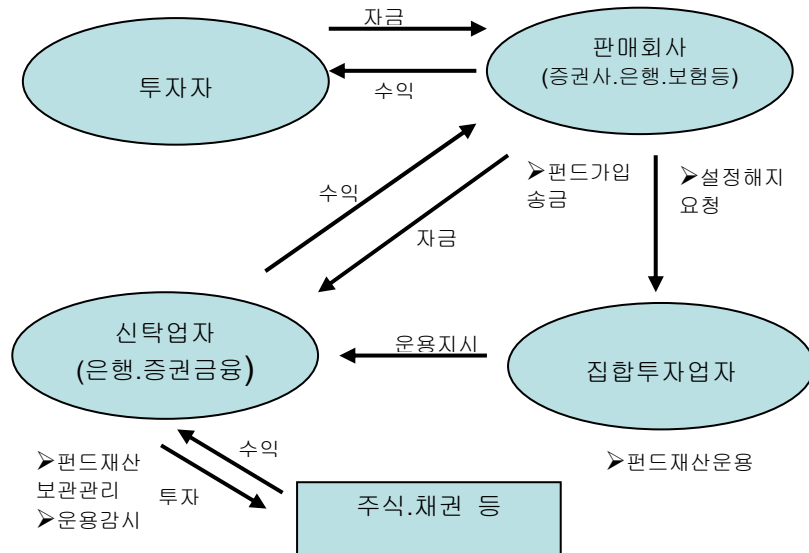 자금
판매회사
(증권사.은행.보험등)
투자자
수익
➢펀드가입
송금
➢설정해지
요청
수익
자금
신탁업자
(은행.증권금융)
운용지시
집합투자업자
➢펀드재산
보관관리
➢운용감시
수익
투자
➢펀드재산운용
주식.채권 등